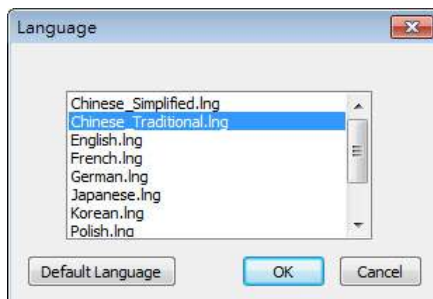 Language
Chinese_Simplified.lng
Chinese_Traditional.lng
English.lng
French.lng
German.lng
Japanese.lng
Korean.lng
Polish.lng
Default Language
OK
Cancel